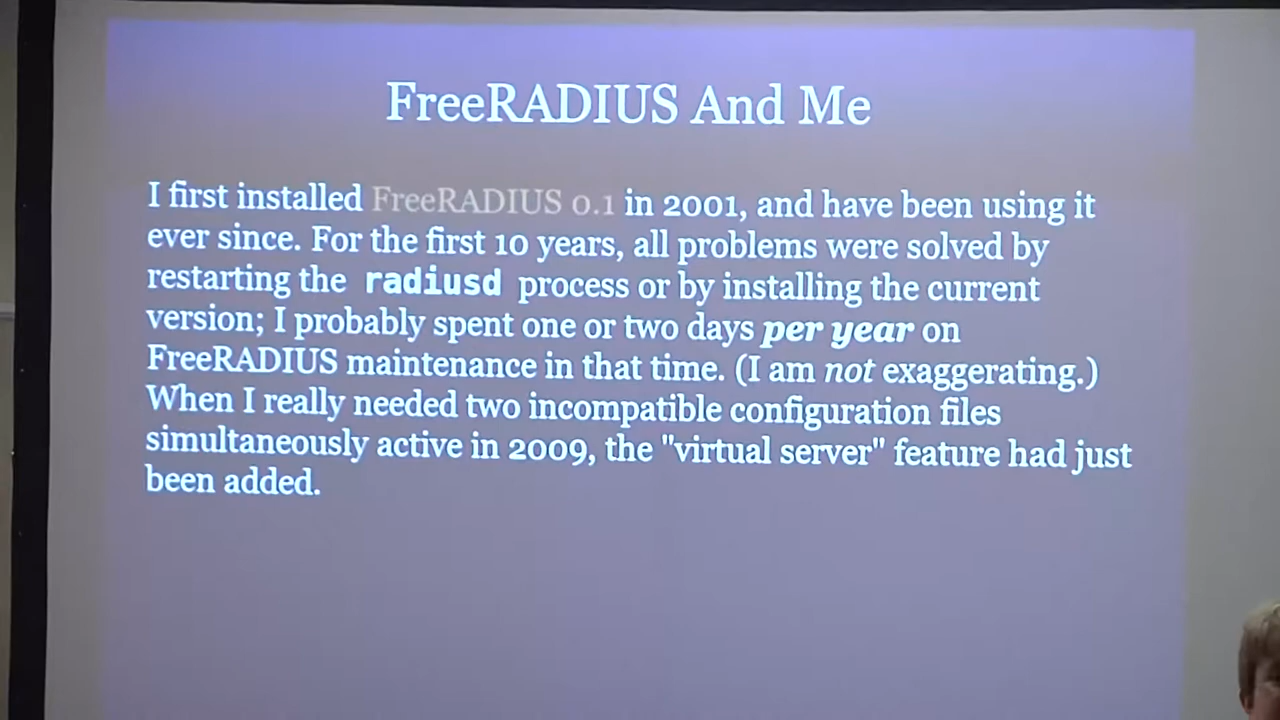 FreeRADIUS And Me
I first installed FreeRADIUS 0.1 in 2001, and have been using it
ever since. For the first 10 years, all problems were solved by
restarting the radiusd process or by installing the current
version; I probably spent one or two days per year on
FreeRADIUS maintenance in that time. (I am not exaggerating.)
When I really needed two incompatible configuration files
simultaneously active in 2009, the "virtual server" feature had just
been added.